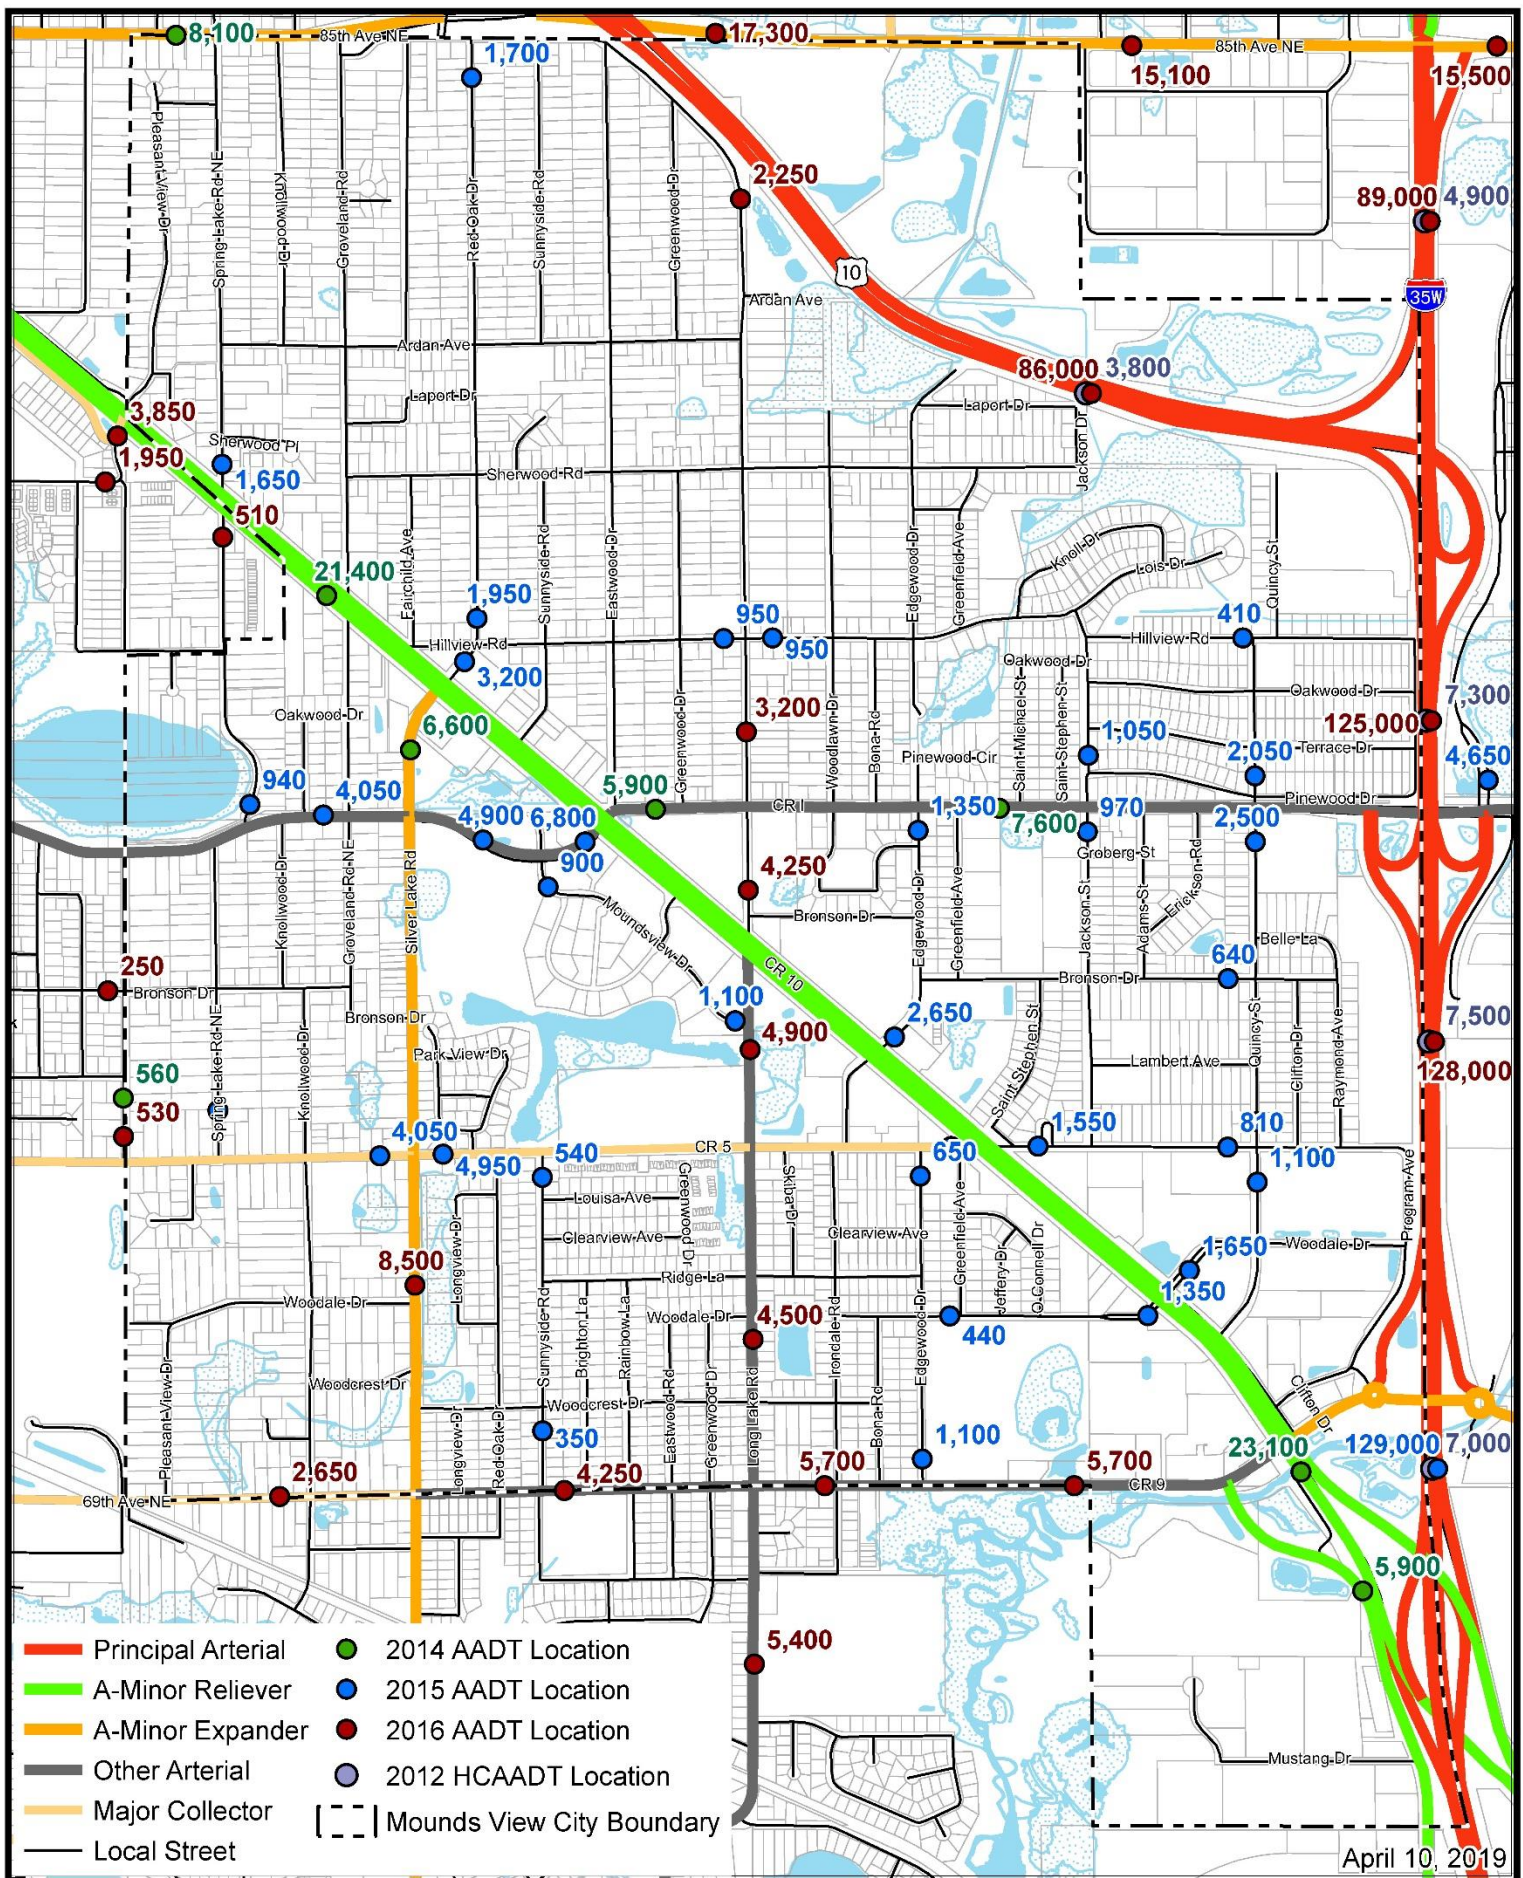 8,100
85th Ave NE
17,300
85th Ave NE
1,700
15,100
15,500
Pleasant View Dr
Spring Lake Rd NE
Knollwood Dr
Groveland Rd
Red Oak Dr
Sunnyside Rd
Greenwood Dr
2,250
89,000
4,900
10
35W
Ardan Ave
Ardan Ave
86,000
3,800
Laport Dr
Laport Dr
Jackson Dr
3,850
1,950
Sherwood Pl
1,650
Sherwood Rd
510
21,400
Fairchild Ave
Sunnyside Rd
Eastwood Dr
Edgewood Dr
Greenfield Ave
Knoll Dr
Lois Dr
Quincy St
1,950
950
950
410
Hillview Rd
Hillview Rd
3,200
Oakwood Dr
Oakwood Dr
Oakwood Dr
6,600
3,200
Greenwood Dr
Woodlawn Dr
Bona Rd
Pinewood Cir
Saint Michael St
Saint Stephen St
1,050
2,050
Terrace Dr
7,300
125,000
4,650
940
4,050
4,900
6,800
5,900
CR I
1,350
7,600
970
2,500
Pinewood Dr
900
Groberg St
Silver Lake Rd
Knollwood Dr
Groveland Rd NE
4,250
Bronson Dr
Edgewood Dr
Greenfield Ave
Jackson St
Adams St
Erickson Rd
Belle La
Moundsview Dr
CR 10
640
Bronson Dr
250
Bronson Dr
Bronson Dr
1,100
2,650
7,500
4,900
Park View Dr
Spring Lake Rd NE
Knollwood Dr
Saint Stephen St
Lambert Ave
Quincy St
Clifton Dr
Raymond Ave
128,000
560
530
4,050
4,950
540
CR 5
650
1,550
810
1,100
Louisa Ave
Greenwood Dr
Skiba Dr
Clearview Ave
Clearview Ave
Longview Dr
Greenfield Ave
Jeffery Dr
O Connell Dr
1,650
Woodale Dr
Program Ave
8,500
Ridge La
1,350
Woodale Dr
Woodale Dr
4,500
440
Sunnyside Rd
Brighton La
Rainbow La
Irondale Rd
Edgewood Dr
Pleasant View Dr
Woodcrest Dr
Woodcrest Dr
Clifton Dr
Longview Dr
Red Oak Dr
350
Eastwood Rd
Greenwood Dr
Long Lake Rd
Bona Rd
1,100
23,100
129,000
7,000
2,650
4,250
5,700
5,700
CR 9
69th Ave NE
5,900
5,400
Mustang Dr
Principal Arterial
A-Minor Reliever
A-Minor Expander
Other Arterial
Major Collector
Local Street
2014 AADT Location
2015 AADT Location
2016 AADT Location
2012 HCAADT Location
Mounds View City Boundary
April 10, 2019